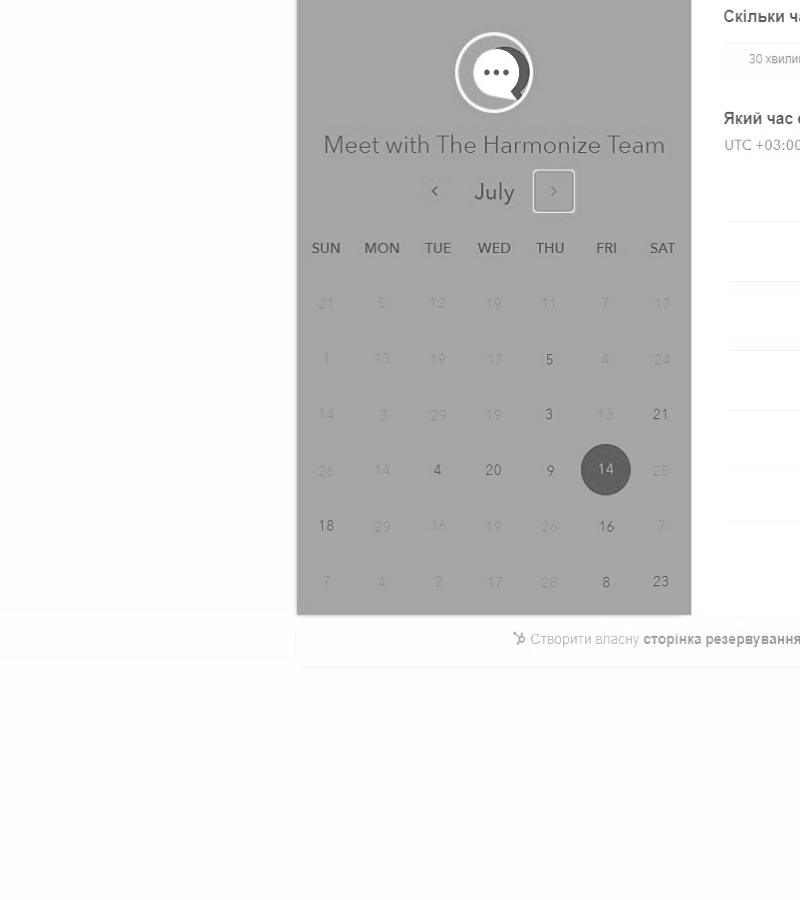 Meet with The Harmonize Team
July
SUN MON TUE WED THU FRI SAT
21 5 12 19 11 7 17
1 13 19 17 5 4 24
14 3 29 19 3 13 21
26 14 4 20 9 14 25
18 29 16 19 26 16 7
7 4 2 17 28 8 23
Скільки
30
Який час
UTC +03:00
Створити власну сторінка резервування